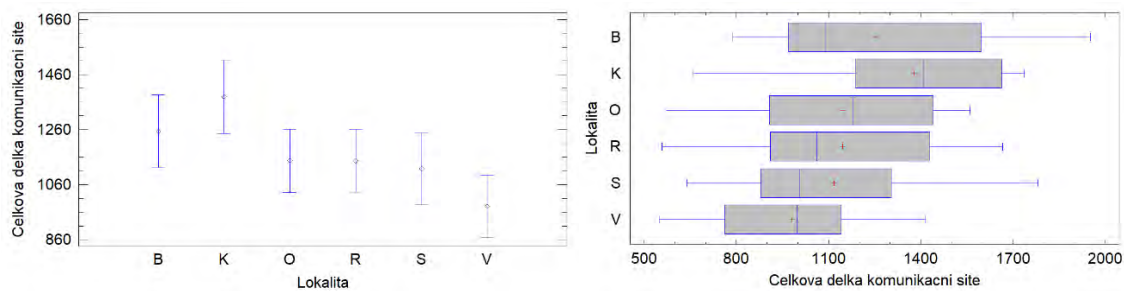 Celkova delka komunikacni site
1660
1460
1260
1060
860
B K O R S V
Lokalita
Lokalita
B
K
O
R
S
V
500 800 1100 1400 1700 2000
Celkova delka komunikacni site